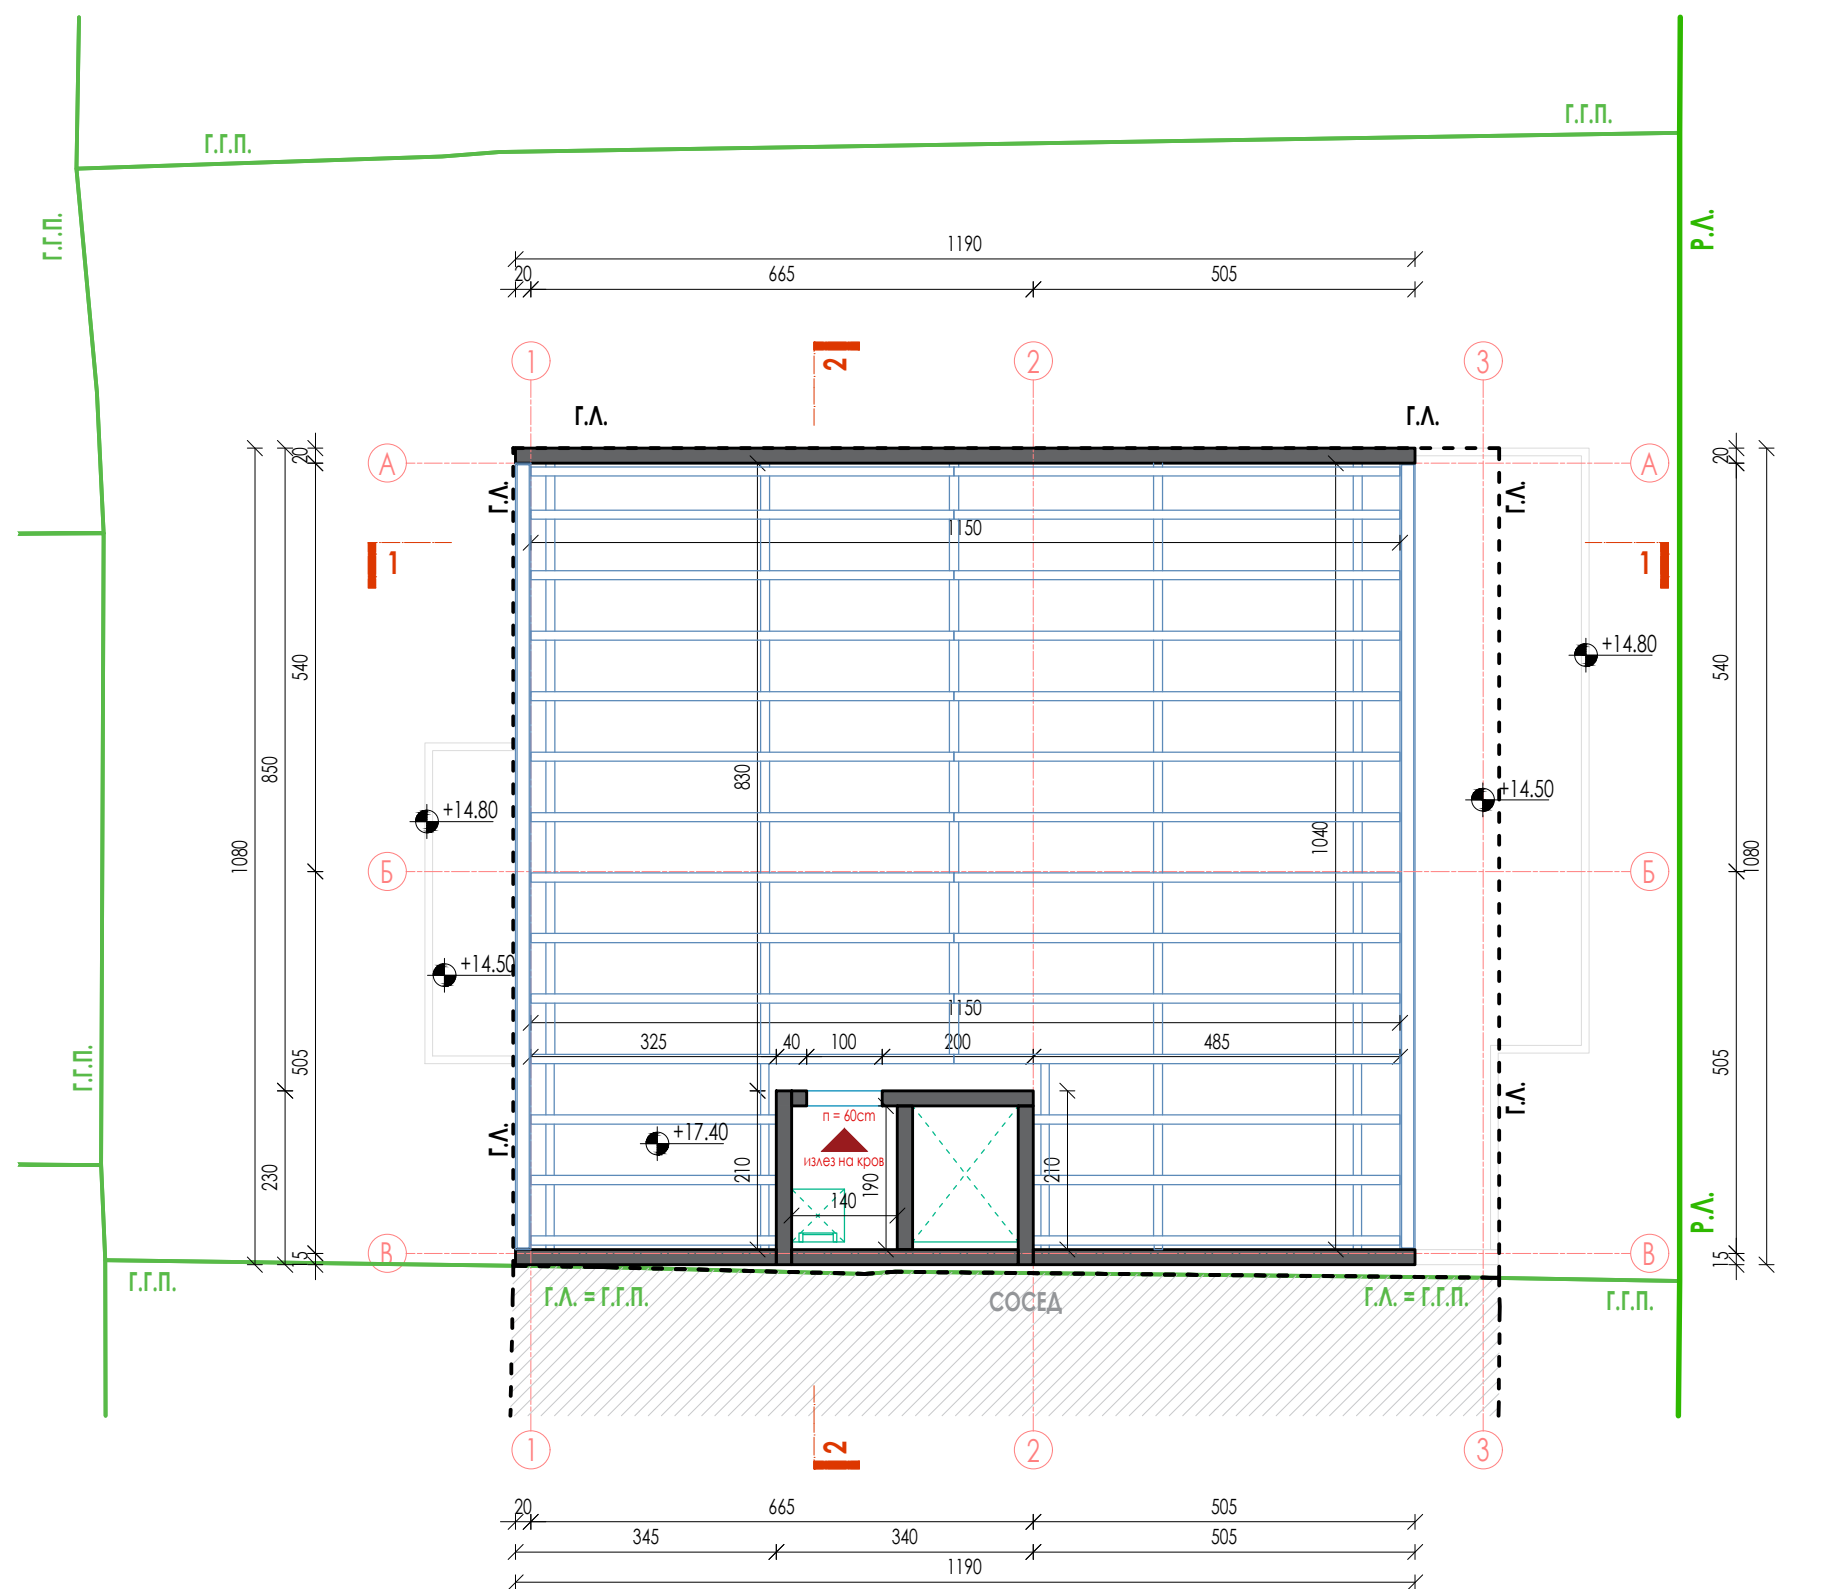 Г.Г.П.
Г.Г.П.
Г.Г.П.
Р.Л.
1190
20 665 505
1 2 3
2
Г.Л. Г.Л.
А А
20 20
Г.Л. Г.Л.
1150
1 1
540 540
+14.80
850 830
+14.50
+14.80
1080 1040 1080
Б Б
+14.50
1150
325 40 100 200 485
505 505
Г.Г.П.
Г.Л.
п = 60cm
+17.40
Г.Л.
излез на кров
230 210 190 210
140
Р.Л.
В В
15 15
Г.Г.П.
Г.Л. = Г.Г.П.
СОСЕД
Г.Л. = Г.Г.П.
Г.Г.П.
2
1 2 3
20 665 505
345 340 505
1190